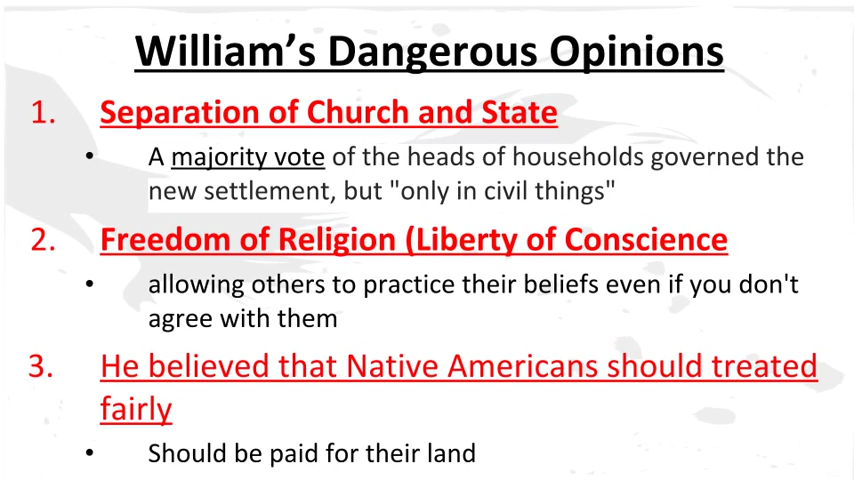 William’s Dangerous Opinions
1. Separation of Church and State
• A majority vote of the heads of households governed the
new settlement, but "only in civil things"
2. Freedom of Religion (Liberty of Conscience
• allowing others to practice their beliefs even if you don't
agree with them
3. He believed that Native Americans should treated
fairly
• Should be paid for their land